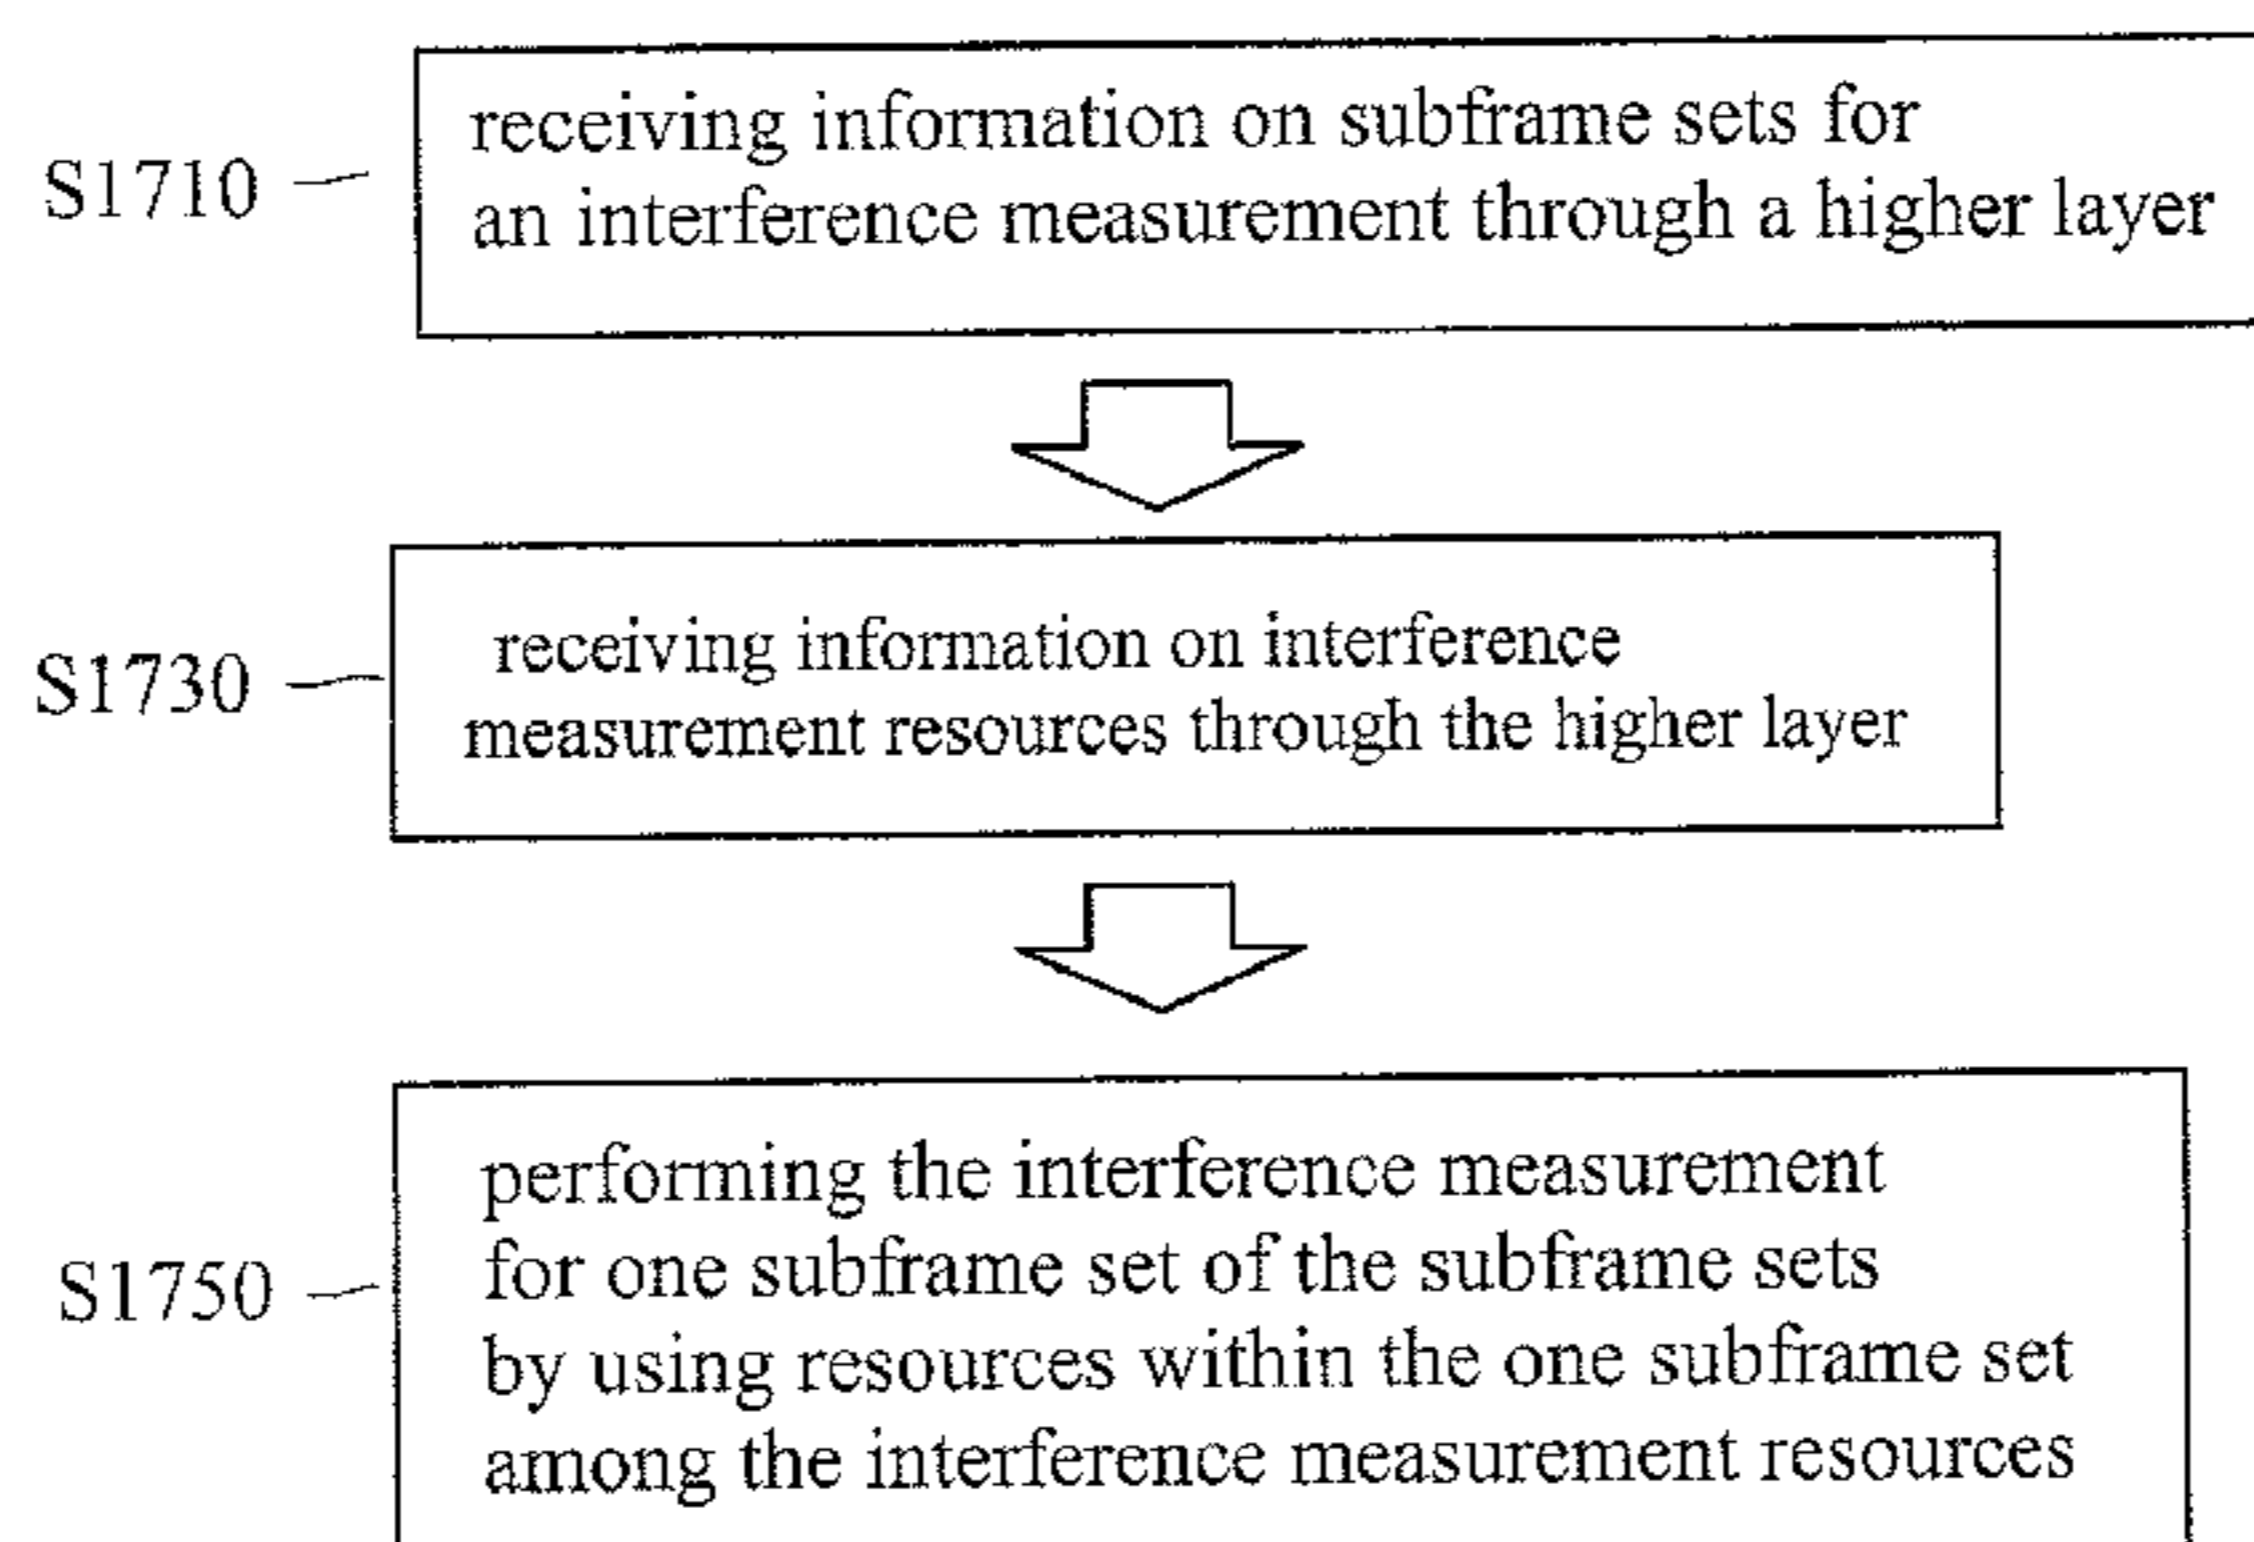 S1710
receiving information on subframe sets for
an interference measurement through a higher layer
S1730
receiving information on interference
measurement resources through the higher layer
S1750
performing the interference measurement
for one subframe set of the subframe sets
by using resources within the one subframe set
among the interference measurement resources